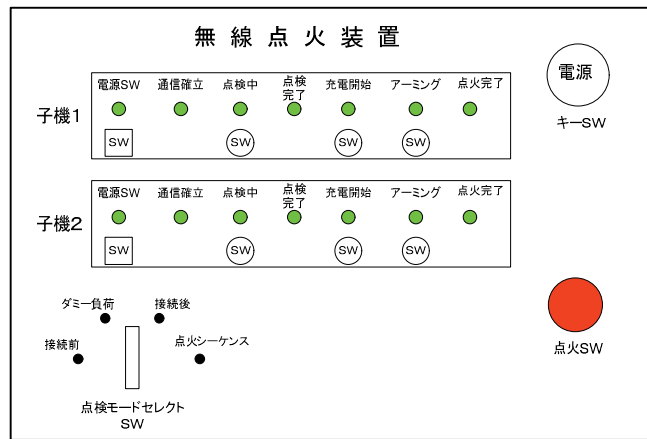 無線点火装置
電源
キーSW
子機1
電源SW 通信確立 点検中 点検完了 充電開始 アーミング 点火完了
SW SW SW SW
子機2
電源SW 通信確立 点検中 点検完了 充電開始 アーミング 点火完了
SW SW SW SW
ダミー負荷 接続後
接続前 点火シーケンス
点検モードセレクト
SW
点火SW